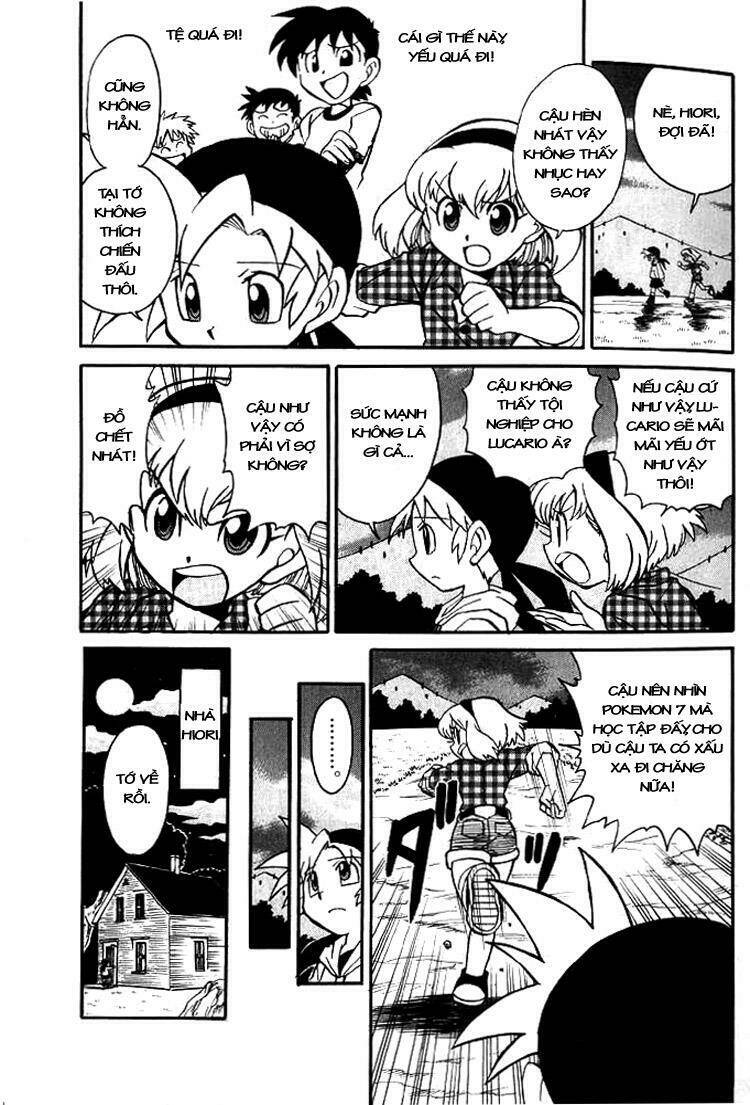 NÈ, HIORI,
ĐỢI ĐÃ!
CẬU HÈN
NHÁT VẬY
KHÔNG THẤY
NHỤC HAY
SAO?
CÁI GÌ THẾ NÀY,
YẾU QUÁ ĐI!
TỆ QUÁ ĐI!
CŨNG
KHÔNG
HẲN.
TẠI TỚ
KHÔNG
THÍCH
CHIẾN
ĐẤU
THÔI.
NẾU CẬU CỨ
NHƯ VẬY, LU-
CARIO SẼ MÃI
MÃI YẾU ỚT
NHƯ VẬY
THÔI!
CẬU KHÔNG
THẤY TỘI
NGHIỆP CHO
LUCARIO À?
SỨC MẠNH
KHÔNG LÀ
GÌ CẢ...
CẬU NHƯ
VẬY CÓ
PHẢI VÌ SỢ
KHÔNG?
ĐỒ
CHẾT
NHÁT!
CẬU NÊN NHÌN
POKEMON 7 MÀ
HỌC TẬP ĐẤY, CHO
DÙ CẬU TA CÓ XẤU
XA ĐI CHĂNG
NỮA!
ダッ
.........
NHÀ
HIORI.
TỚ VỀ
RỒI.